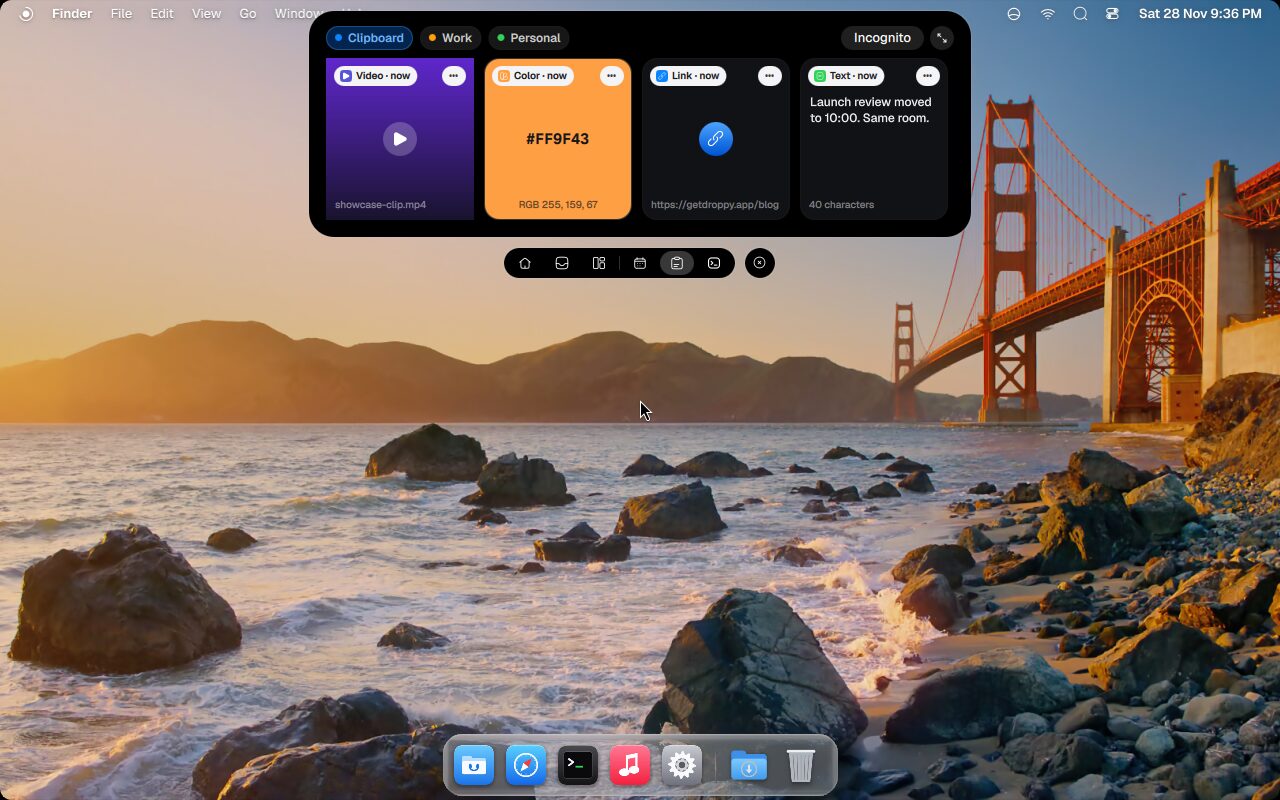 Finder File Edit View Go Window
Sat 28 Nov 9:36 PM
Clipboard Work Personal Incognito
Video · now
showcase-clip.mp4
Color · now
#FF9F43
RGB 255, 159, 67
Link · now
https://getdroppy.app/blog
Text · now
Launch review moved
to 10:00. Same room.
40 characters